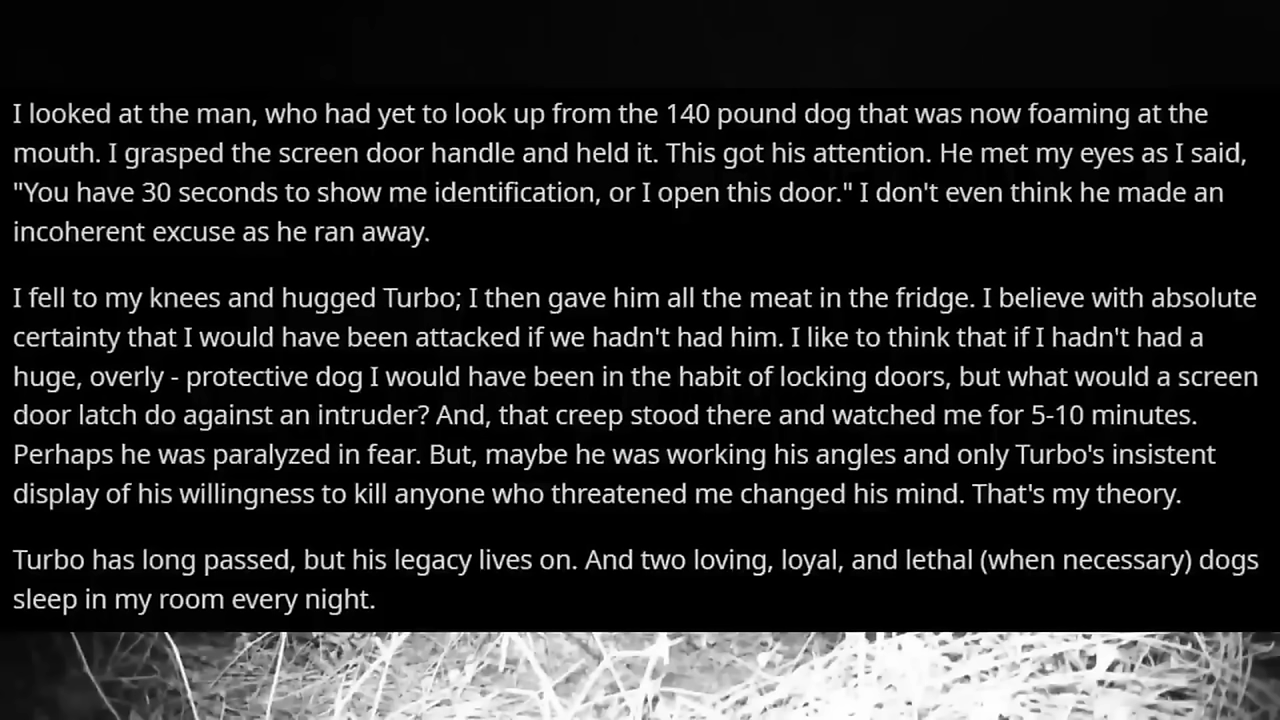 I looked at the man, who had yet to look up from the 140 pound dog that was now foaming at the
mouth. I grasped the screen door handle and held it. This got his attention. He met my eyes as I said,
"You have 30 seconds to show me identification, or I open this door." I don't even think he made an
incoherent excuse as he ran away.
I fell to my knees and hugged Turbo; I then gave him all the meat in the fridge. I believe with absolute
certainty that I would have been attacked if we hadn't had him. I like to think that if I hadn't had a
huge, overly - protective dog I would have been in the habit of locking doors, but what would a screen
door latch do against an intruder? And, that creep stood there and watched me for 5-10 minutes.
Perhaps he was paralyzed in fear. But, maybe he was working his angles and only Turbo's insistent
display of his willingness to kill anyone who threatened me changed his mind. That's my theory.
Turbo has long passed, but his legacy lives on. And two loving, loyal, and lethal (when necessary) dogs
sleep in my room every night.